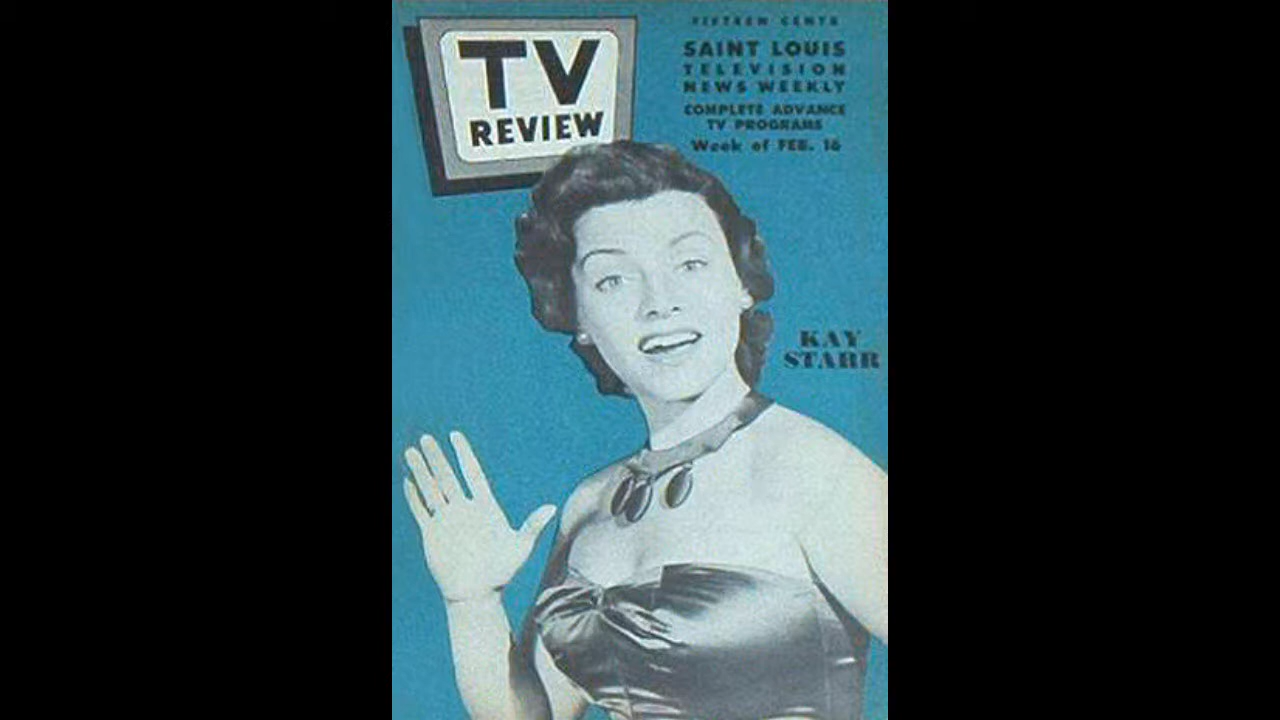 TV
REVIEW
FIFTEEN CENTS
SAINT LOUIS
TELEVISION
NEWS WEEKLY
COMPLETE ADVANCE
TV PROGRAMS
Week of FEB. 16
KAY
STARR